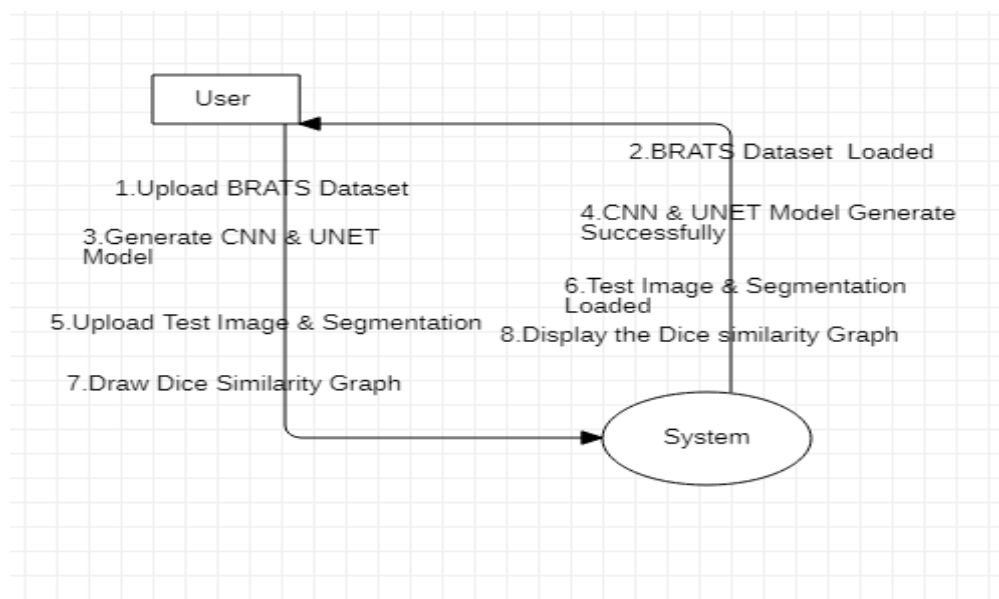 User
2.BRATS Dataset  Loaded
1.Upload BRATS Dataset
4.CNN & UNET Model Generate
Successfully
3.Generate CNN & UNET
Model
6.Test Image & Segmentation
Loaded
5.Upload Test Image & Segmentation
8.Display the Dice similarity Graph
7.Draw Dice Similarity Graph
System